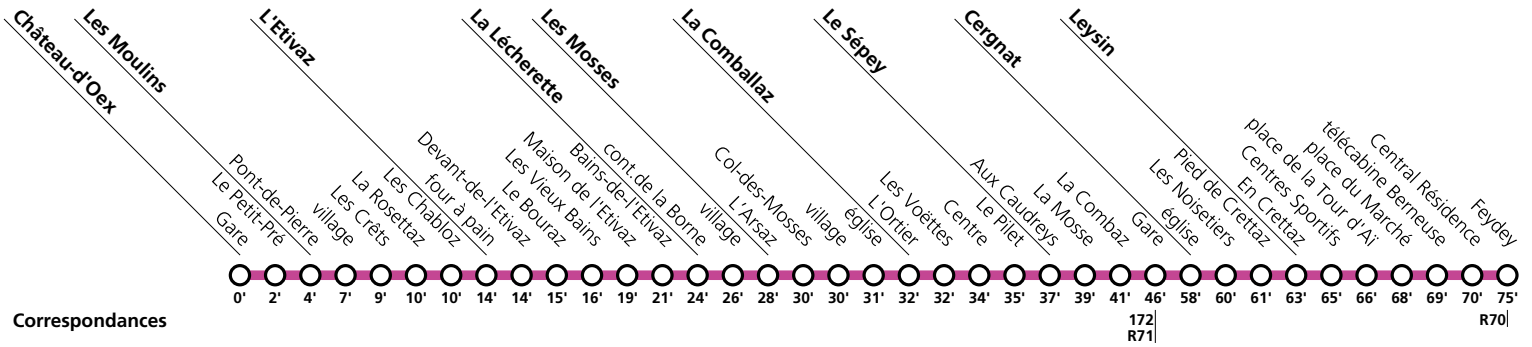 Château-d'Oex
Les Moulins
L'Etivaz
La Lécherette
Les Mosses
La Comballaz
Le Sépey
Cergnat
Leysin
Gare
Le Petit-Pré
Pont-de-Pierre
village
Les Crêts
La Rosettaz
Les Chabloz
four à pain
Devant-de-l'Etivaz
Le Bouraz
Les Vieux Bains
Maison de l'Etivaz
Bains-de-l'Etivaz
cont.de la Borne
village
L'Arsaz
Col-des-Mosses
village
église
L'Ortier
Les Voëttes
Centre
Le Pilet
Aux Caudreys
La Mosse
La Combaz
Gare
église
Les Noisetiers
Pied de Crettaz
En Crettaz
Centres Sportifs
place de la Tour d'Aï
place du Marché
télécabine Berneuse
Central Résidence
Feydey
0' 2' 4' 7' 9' 10' 10' 14' 14' 15' 16' 19' 21' 24' 26' 28' 30' 30' 31' 32' 32' 34' 35' 37' 39' 41' 46' 58' 60' 61' 63' 65' 66' 68' 69' 70' 75'
Correspondances
172
R71
R70